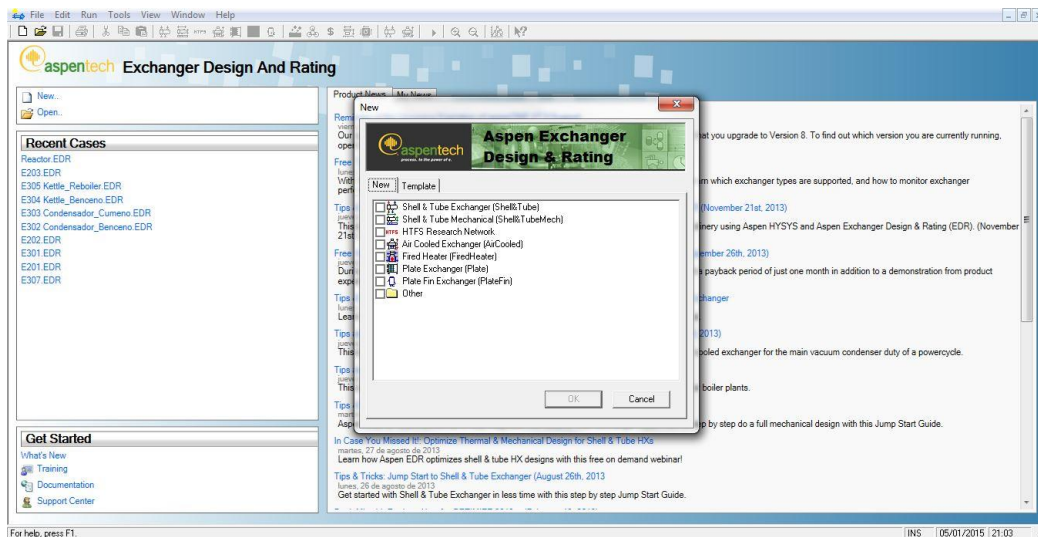 File Edit Run Tools View Window Help
aspentech Exchanger Design And Rating
New..
Open..
Recent Cases
Reactor.EDR
E203.EDR
E305 Kettle_Reboiler.EDR
E304 Kettle_Benceno.EDR
E303 Condensador_Cumeno.EDR
E302 Condensador_Benceno.EDR
E202.EDR
E301.EDR
E201.EDR
E307.EDR
Get Started
What's New
Training
Documentation
Support Center
Product News My News
New
aspentech
Aspen Exchanger
Design & Rating
New Template
Shell & Tube Exchanger (Shell&Tube)
Shell & Tube Mechanical (Shell&TubeMech)
HTFS Research Network
Air Cooled Exchanger (AirCooled)
Fired Heater (FiredHeater)
Plate Exchanger (Plate)
Plate Fin Exchanger (PlateFin)
Other
OK Cancel
that you upgrade to Version 8. To find out which version you are currently running,
rn which exchanger types are supported, and how to monitor exchanger
(November 21st, 2013)
inery using Aspen HYSYS and Aspen Exchanger Design & Rating (EDR). (November
21st
ember 26th, 2013)
a payback period of just one month in addition to a demonstration from product
changer
2013)
ooled exchanger for the main vacuum condenser duty of a powercycle.
boiler plants.
ep by step do a full mechanical design with this Jump Start Guide.
In Case You Missed It!: Optimize Thermal & Mechanical Design for Shell & Tube HXs
martes, 27 de agosto de 2013
Learn how Aspen EDR optimizes shell & tube HX designs with this free on demand webinar!
Tips & Tricks: Jump Start to Shell & Tube Exchanger (August 26th, 2013
lunes, 26 de agosto de 2013
Get started with Shell & Tube Exchanger in less time with this step by step Jump Start Guide.
For help, press F1.
INS 05/01/2015 21:03